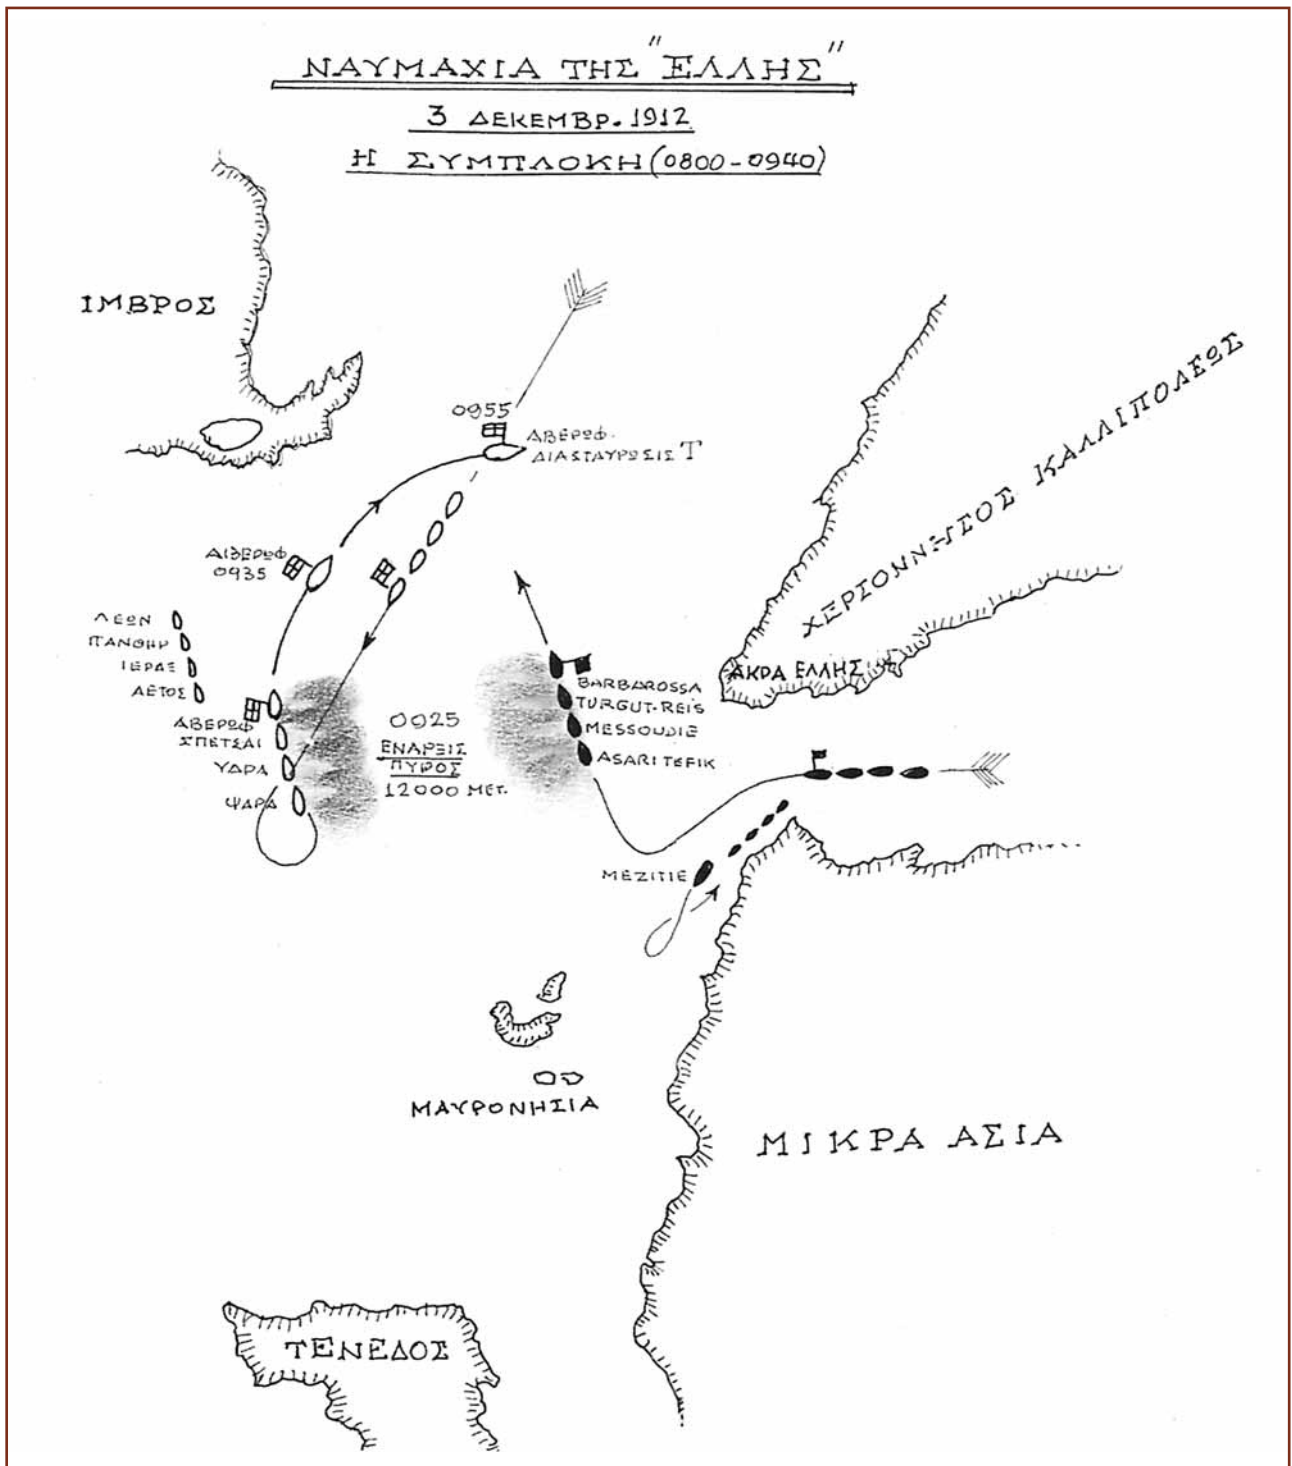 ΝΑΥΜΑΧΙΑ ΤΗΣ "ΕΛΛΗΣ"
3 ΔΕΚΕΜΒΡ. 1912
Η ΣΥΜΠΛΟΚΗ (0800-0940)
ΙΜΒΡΟΣ
0955
ΑΒΕΡΩΦ.
ΔΙΑΣΤΑΥΡΩΣΙΣ Τ
ΧΕΡΣΟΝΝΗΣΟΣ ΚΑΛΛΙΠΟΛΕΩΣ
ΑΒΕΡΩΦ
0935
ΛΕΩΝ
ΠΑΝΘΗΡ
ΙΕΡΑΞ
ΑΕΤΟΣ
ΑΒΕΡΩΦ
ΣΠΕΤΣΑΙ
ΥΔΡΑ
ΨΑΡΑ
0925
ΕΝΑΡΞΙΣ
ΠΥΡΟΣ
12000 ΜΕΤ.
BARBAROSSA
TURGUT-REIS
MESSOUDIE
ASARI TEFIK
ΑΚΡΑ ΕΛΛΗΣ
MEZITIE
ΜΑΥΡΟΝΗΣΙΑ
ΜΙΚΡΑ ΑΣΙΑ
ΤΕΝΕΔΟΣ